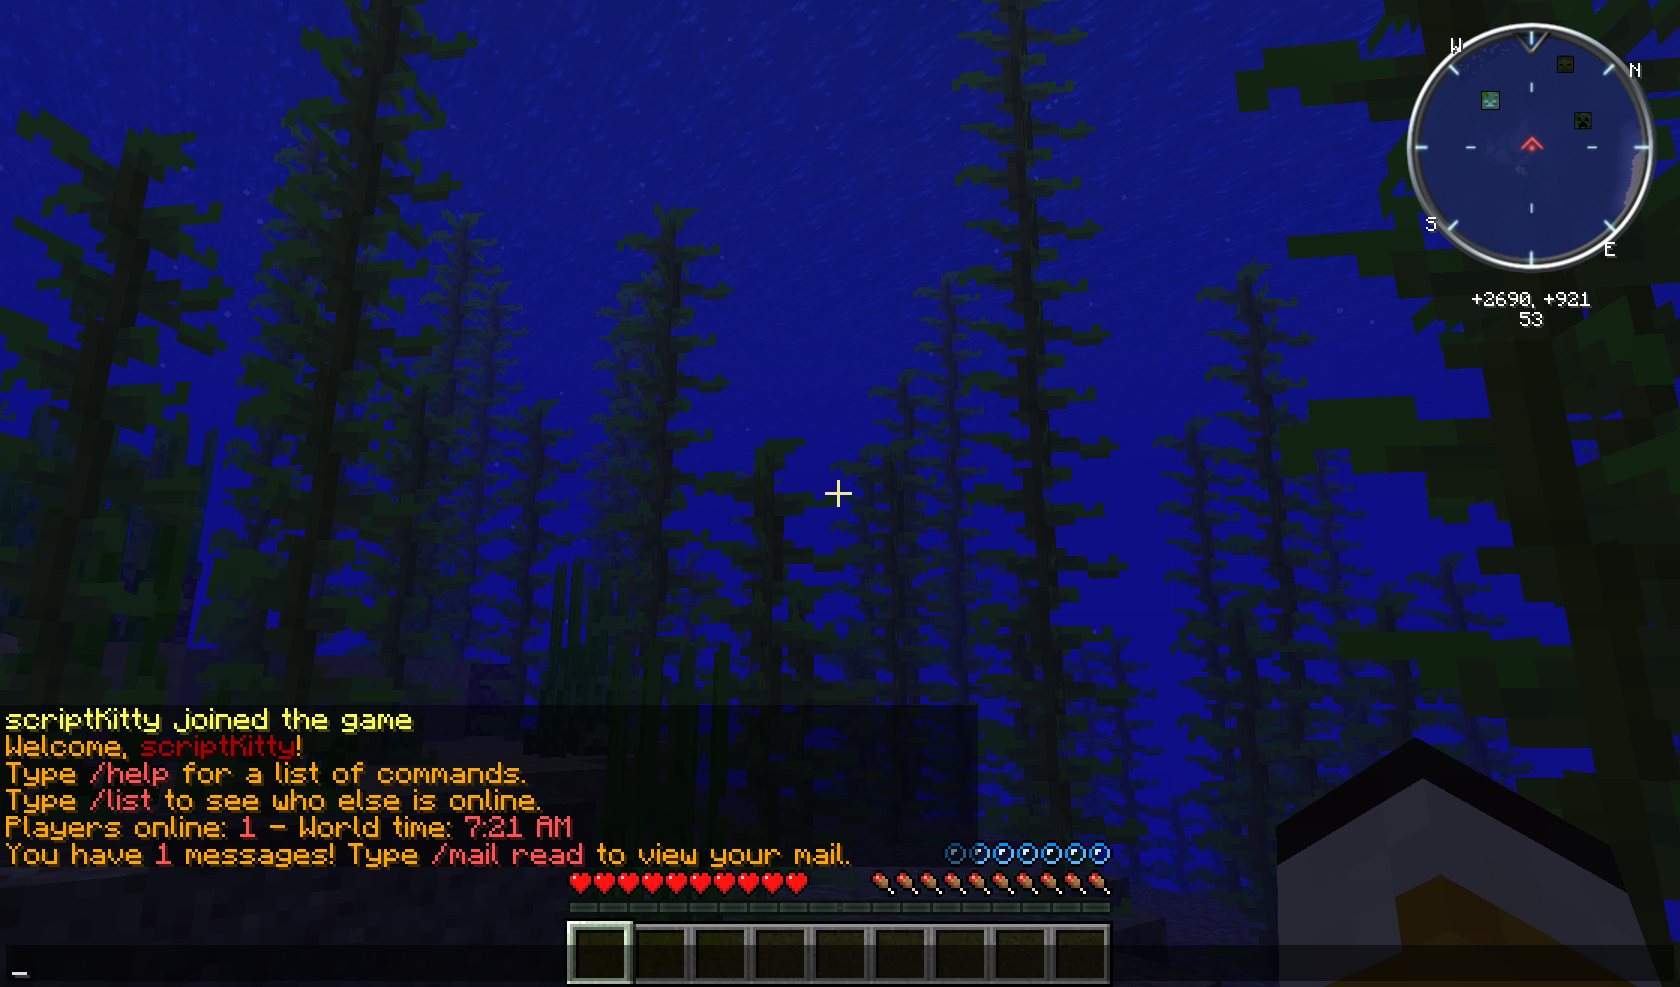 W
N
S
E
+2690, +921
53
scriptKitty joined the game
Welcome, scriptKitty!
Type /help for a list of commands.
Type /list to see who else is online.
Players online: 1 - World time: 7:21 AM
You have 1 messages! Type /mail read to view your mail.
_